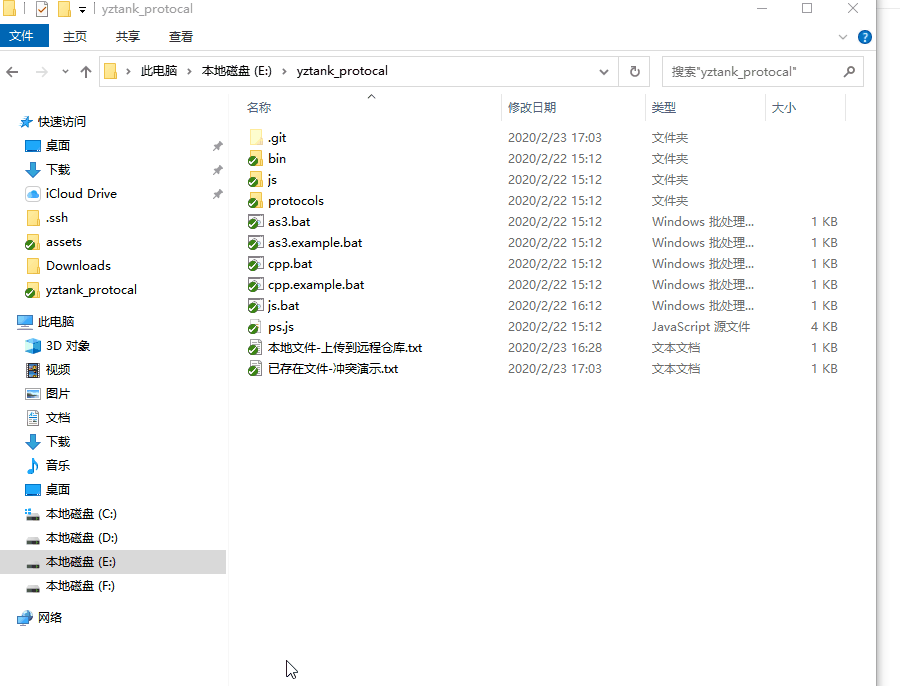 yztank_protocal
文件 主页 共享 查看
此电脑 本地磁盘 (E:) yztank_protocal 搜索"yztank_protocal"
名称 修改日期 类型 大小
快速访问
桌面
下载
iCloud Drive
.ssh
assets
Downloads
yztank_protocal
此电脑
3D 对象
视频
图片
文档
下载
音乐
桌面
本地磁盘 (C:)
本地磁盘 (D:)
本地磁盘 (E:)
本地磁盘 (F:)
网络
.git 2020/2/23 17:03 文件夹
bin 2020/2/22 15:12 文件夹
js 2020/2/22 15:12 文件夹
protocols 2020/2/22 15:12 文件夹
as3.bat 2020/2/22 15:12 Windows 批处理... 1 KB
as3.example.bat 2020/2/22 15:12 Windows 批处理... 1 KB
cpp.bat 2020/2/22 15:12 Windows 批处理... 1 KB
cpp.example.bat 2020/2/22 15:12 Windows 批处理... 1 KB
js.bat 2020/2/22 16:12 Windows 批处理... 1 KB
ps.js 2020/2/22 15:12 JavaScript 源文件 4 KB
本地文件-上传到远程仓库.txt 2020/2/23 16:28 文本文档 1 KB
已存在文件-冲突演示.txt 2020/2/23 17:03 文本文档 1 KB